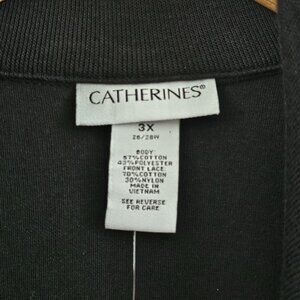 CATHERINES®
3X
26/28W
BODY:
57%COTTON
43%POLYESTER
FRONT LACE:
70%COTTON
30%NYLON
MADE IN
VIETNAM
SEE REVERSE
FOR CARE